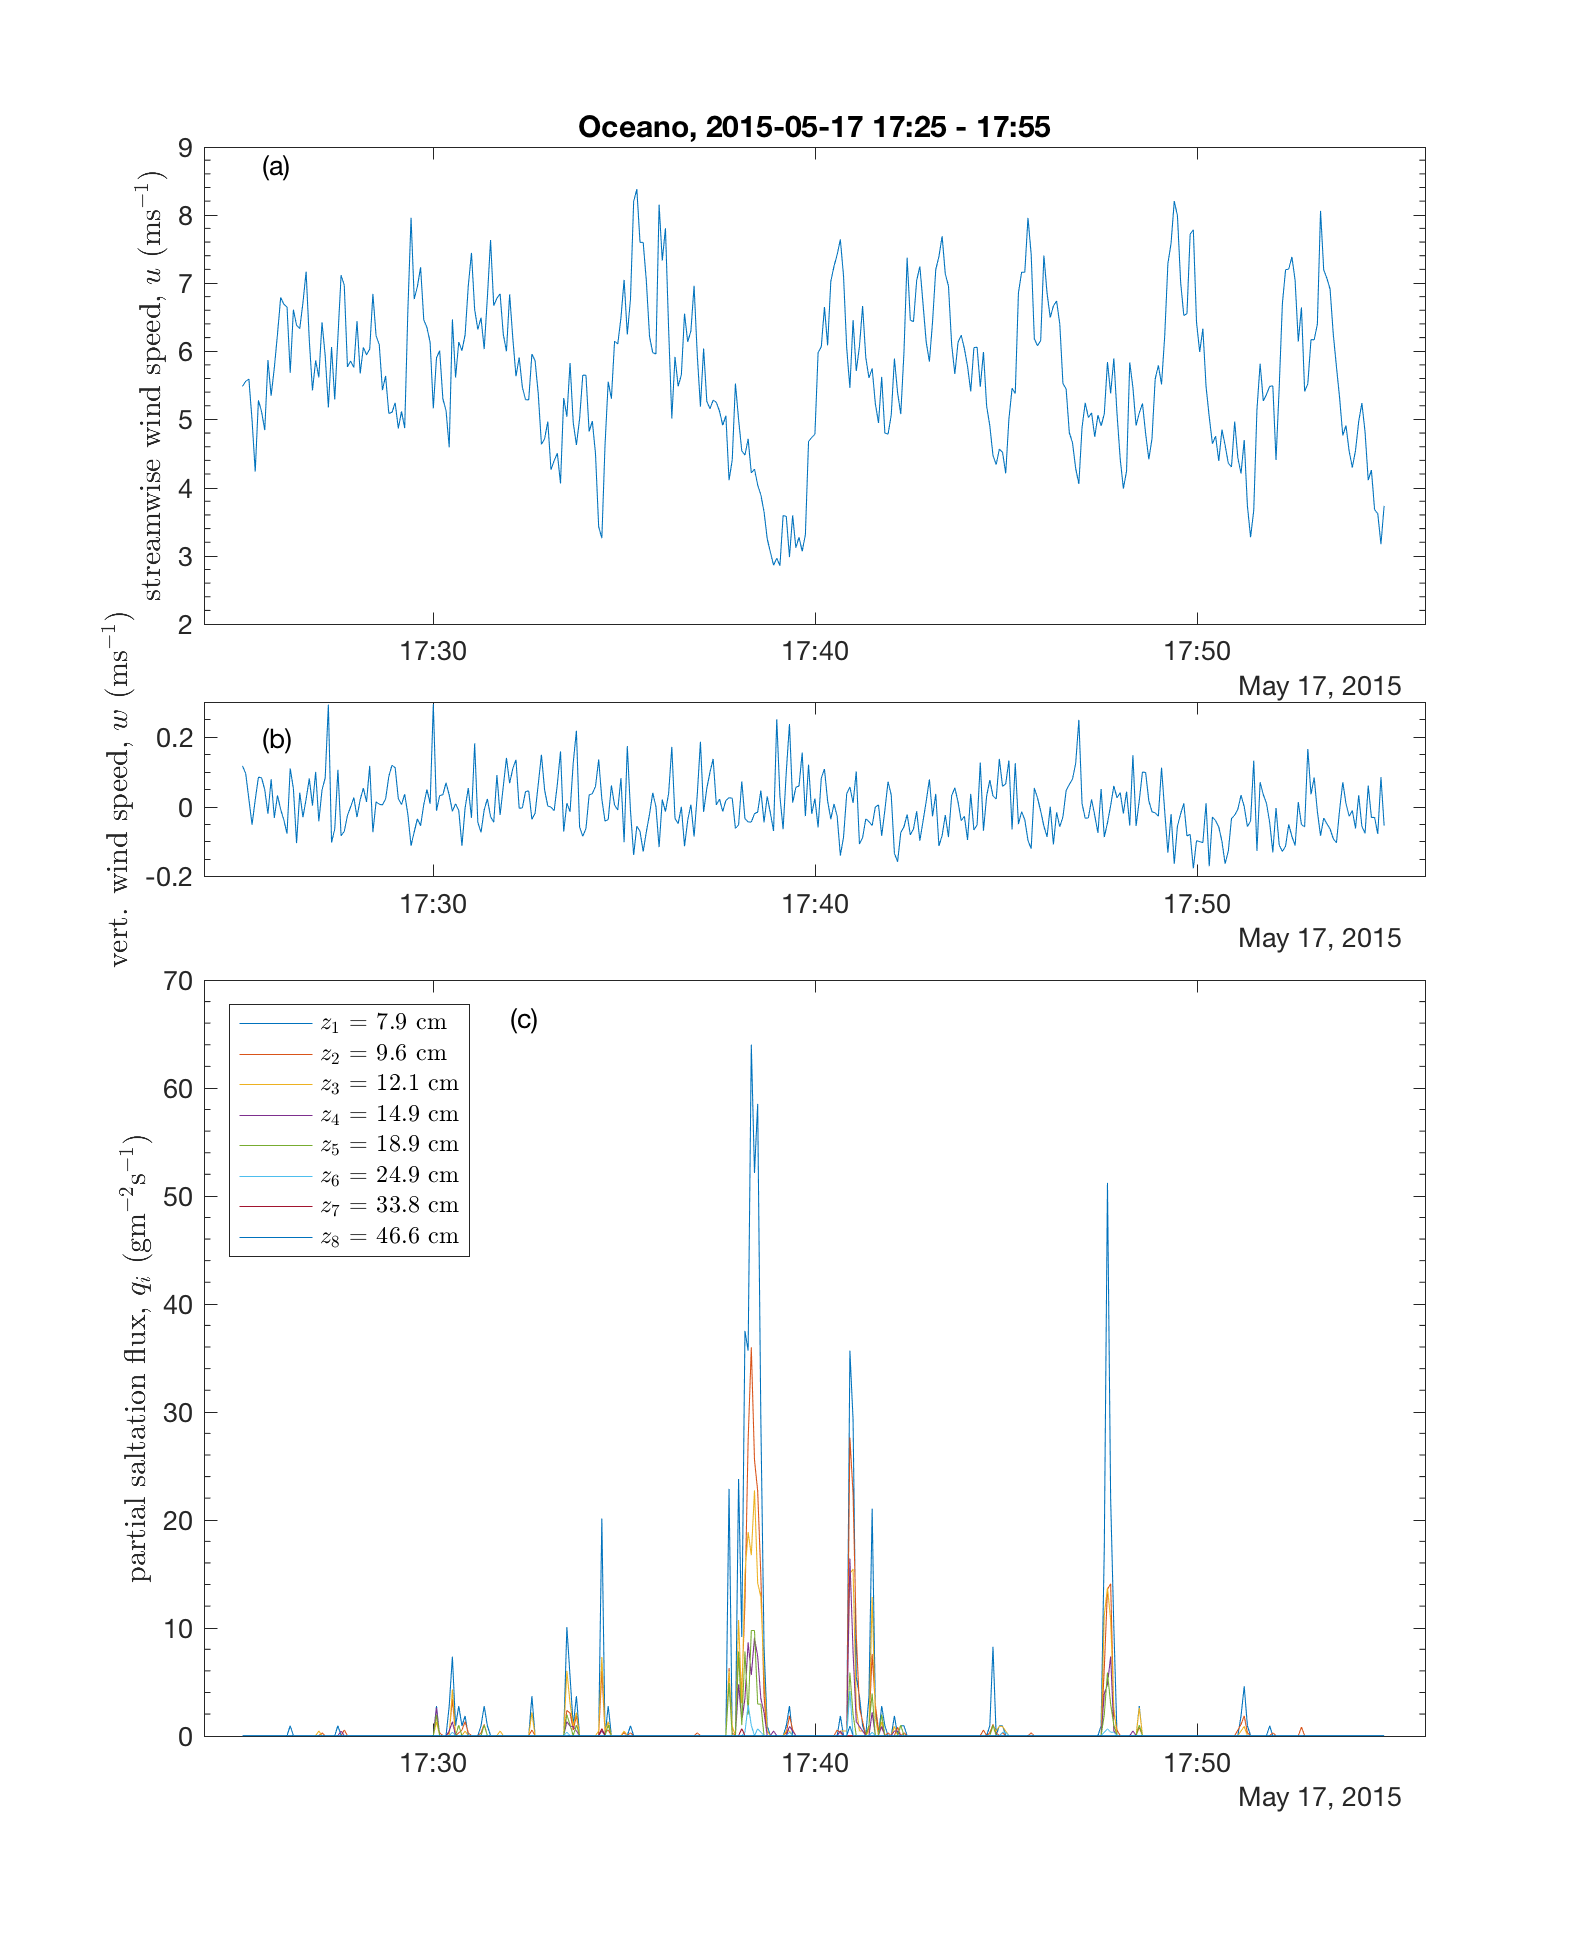 Oceano, 2015-05-17 17:25 - 17:55
(a)
streamwise wind speed, u (ms⁻¹)
9
8
7
6
5
4
3
2
17:30 17:40 17:50
May 17, 2015
(b)
vert. wind speed, w (ms⁻¹)
0.2
0
-0.2
17:30 17:40 17:50
May 17, 2015
(c)
partial saltation flux, qᵢ (gm⁻²s⁻¹)
70
60
50
40
30
20
10
0
z₁ = 7.9 cm
z₂ = 9.6 cm
z₃ = 12.1 cm
z₄ = 14.9 cm
z₅ = 18.9 cm
z₆ = 24.9 cm
z₇ = 33.8 cm
z₈ = 46.6 cm
17:30 17:40 17:50
May 17, 2015